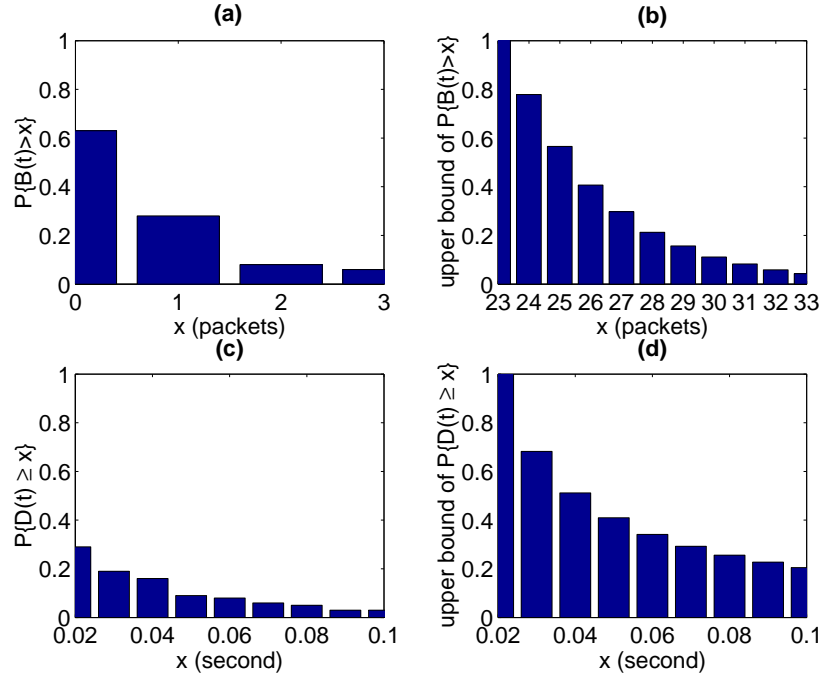 (a)
P{B(t)>x}
1
0.8
0.6
0.4
0.2
0
0 1 2 3
x (packets)
(b)
upper bound of P{B(t)>x}
1
0.8
0.6
0.4
0.2
0
23 24 25 26 27 28 29 30 31 32 33
x (packets)
(c)
P{D(t) ≥ x}
1
0.8
0.6
0.4
0.2
0
0.02 0.04 0.06 0.08 0.1
x (second)
(d)
upper bound of P{D(t) ≥ x}
1
0.8
0.6
0.4
0.2
0
0.02 0.04 0.06 0.08 0.1
x (second)